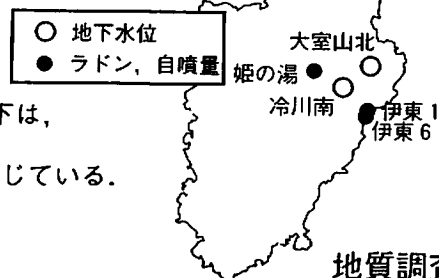 ○ 地下水位
● ラドン, 自噴量
大室山北
姫の湯
冷川南
伊東 1
伊東 6
下は,
じている.
地質調査